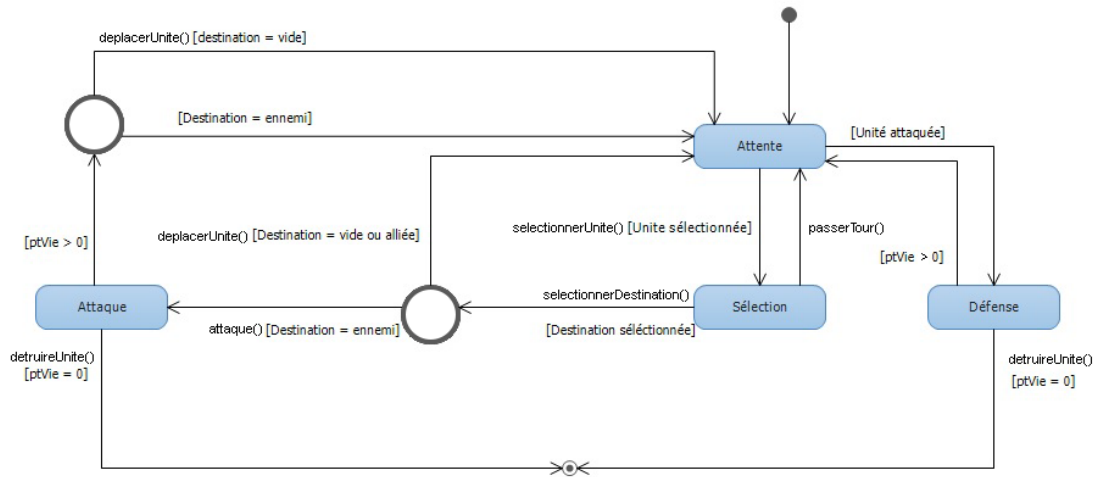 deplacerUnite() [destination = vide]
[Destination = ennemi]
Attente
[Unité attaquée]
[ptVie > 0]
deplacerUnite() [Destination = vide ou alliée]
selectionnerUnite() [Unite sélectionnée]
passerTour()
[ptVie > 0]
Attaque
attaque() [Destination = ennemi]
selectionnerDestination()
[Destination séléctionnée]
Sélection
Défense
detruireUnite()
[ptVie = 0]
detruireUnite()
[ptVie = 0]